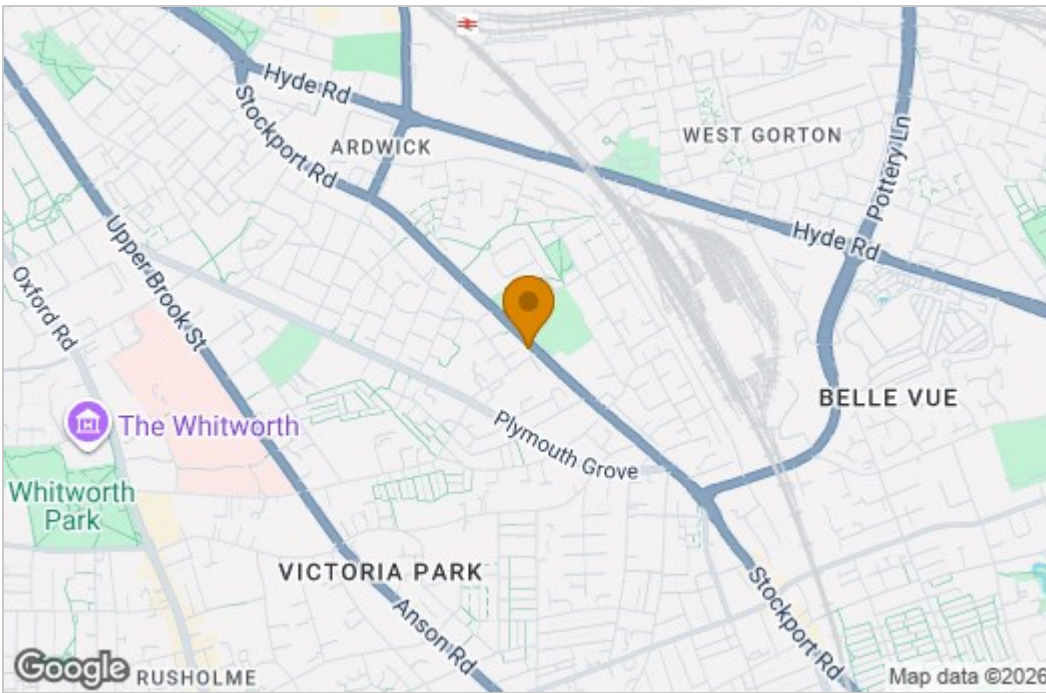 Hyde Rd
Stockport Rd
ARDWICK
WEST GORTON
Pottery Ln
Hyde Rd
Upper Brook St
Oxford Rd
BELLE VUE
The Whitworth
Plymouth Grove
Whitworth
Park
VICTORIA PARK
Anson Rd
Stockport Rd
Google
RUSHOLME
Map data ©2026